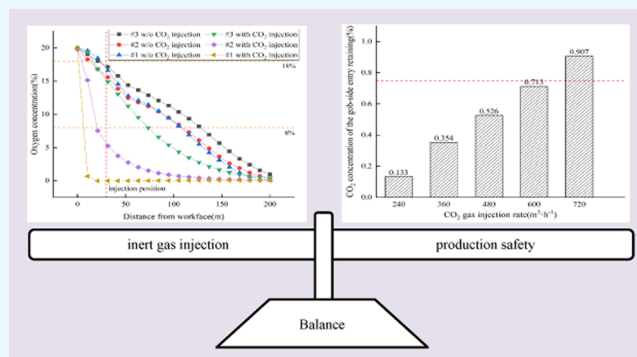 #3 w/o CO₂ injection
#3 with CO₂ injection
#2 w/o CO₂ injection
#2 with CO₂ injection
#1 w/o CO₂ injection
#1 with CO₂ injection
20
15
10
5
0
Oxygen concentration(%)
18%
8%
injection position
0
50
100
150
200
Distance from workface(m)
1.0
0.8
0.6
0.4
0.2
0.0
CO₂ concentration of the gob-side entry retaining(%)
0.133
0.354
0.526
0.713
0.907
240
360
480
600
720
CO₂ gas injection rate(m³·h⁻¹)
inert gas injection
production safety
Balance